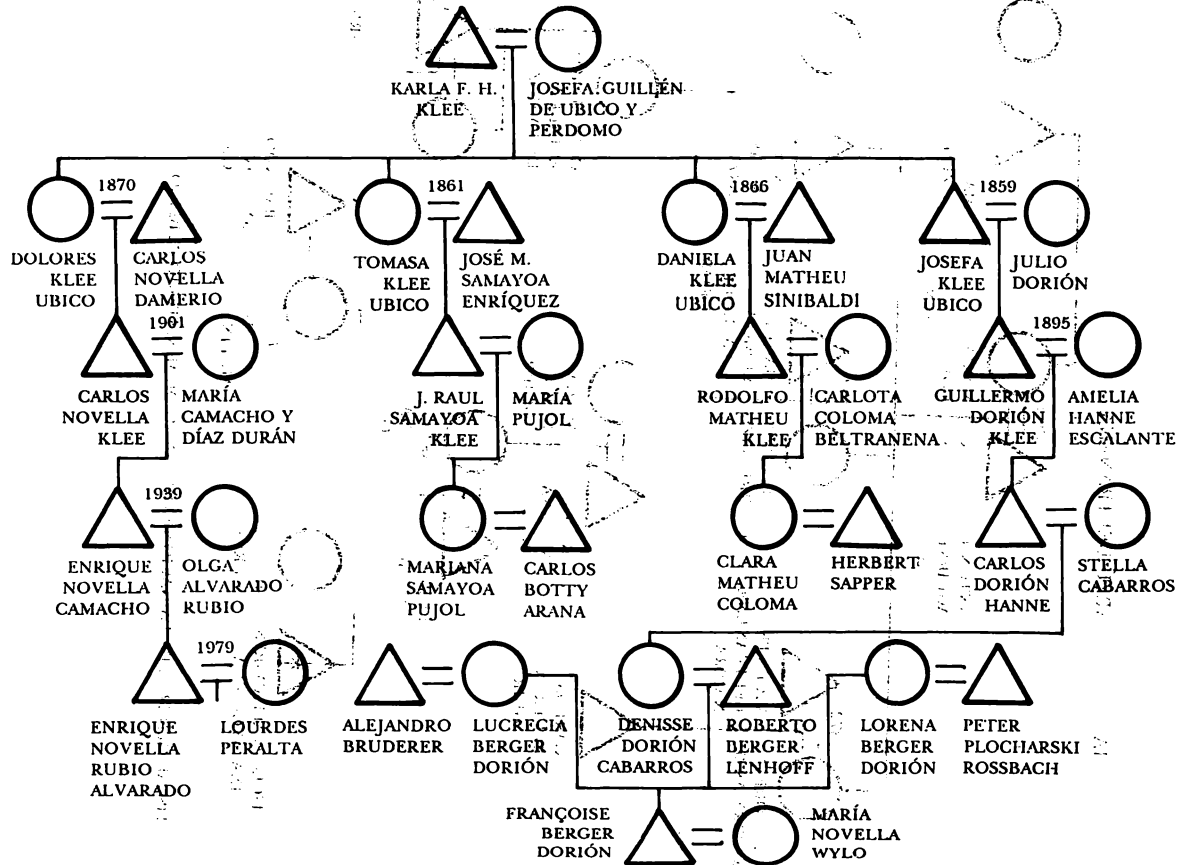 KARLA F. H.
KLEE
JOSEFA GUILLÉN
DE UBICO Y
PERDOMO
1870
DOLORES
KLEE
UBICO
CARLOS
NOVELLA
DAMERIO
1861
TOMASA
KLEE
UBICO
JOSÉ M.
SAMAYOA
ENRÍQUEZ
1866
DANIELA
KLEE
UBICO
JUAN
MATHEU
SINIBALDI
1859
JOSEFA
KLEE
UBICO
JULIO
DORIÓN
1901
CARLOS
NOVELLA
KLEE
MARÍA
CAMACHO Y
DÍAZ DURÁN
J. RAUL
SAMAYOA
KLEE
MARÍA
PUJOL
RODOLFO
MATHEU
KLEE
CARLOTA
COLOMA
BELTRANENA
1895
GUILLERMO
DORIÓN
KLEE
AMELIA
HANNE
ESCALANTE
1939
ENRIQUE
NOVELLA
CAMACHO
OLGA
ALVARADO
RUBIO
MARIANA
SAMAYOA
PUJOL
CARLOS
BOTTY
ARANA
CLARA
MATHEU
COLOMA
HERBERT
SAPPER
CARLOS
DORIÓN
HANNE
STELLA
CABARROS
1979
ENRIQUE
NOVELLA
RUBIO
ALVARADO
LOURDES
PERALTA
ALEJANDRO
BRUDERER
LUCRECIA
BERGER
DORIÓN
DENISSE
DORIÓN
CABARROS
ROBERTO
BERGER
LENHOFF
LORENA
BERGER
DORIÓN
PETER
PLOCHARSKI
ROSSBACH
FRANÇOISE
BERGER
DORIÓN
MARÍA
NOVELLA
WYLO